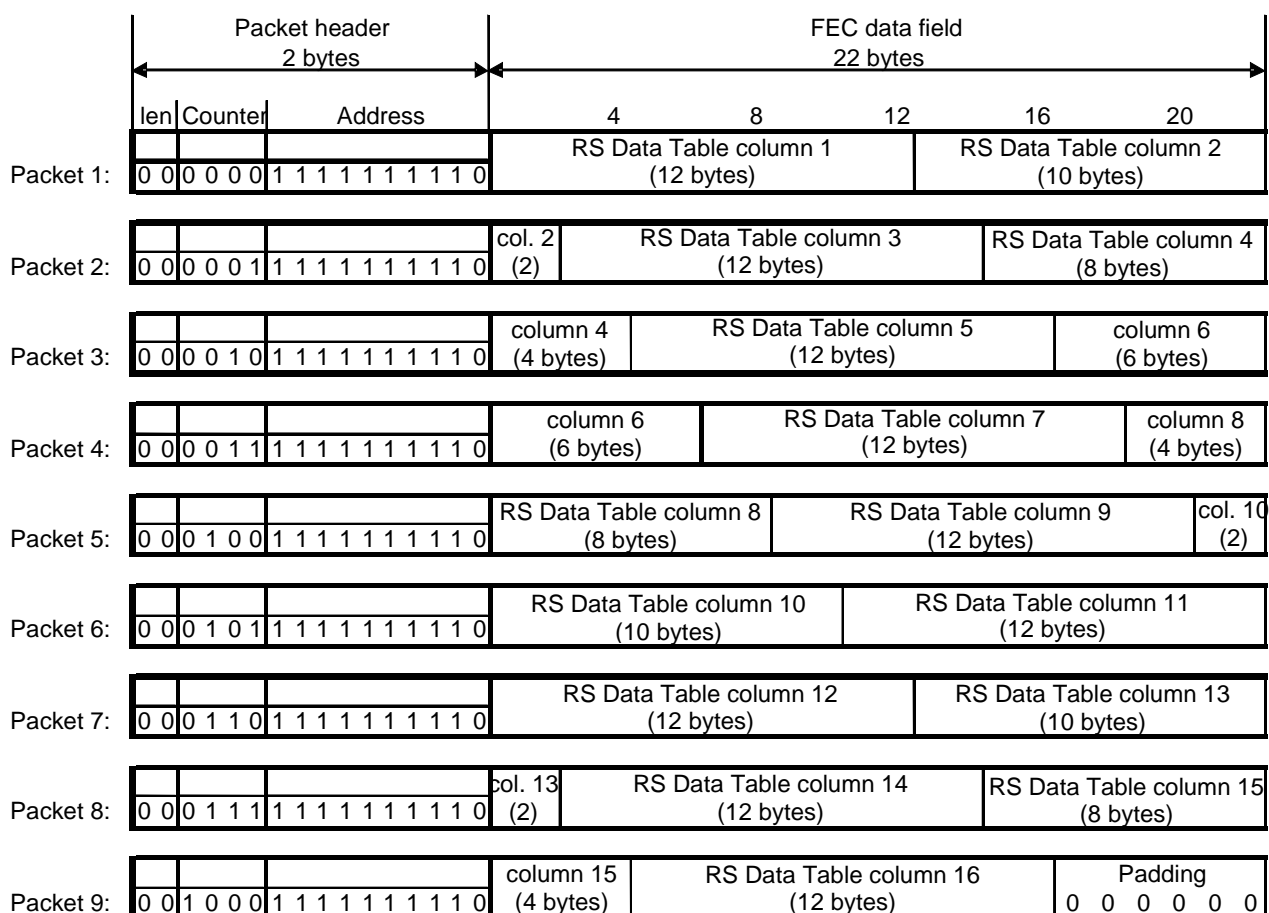 Packet header FEC data field
2 bytes 22 bytes
len Counter Address 4 8 12 16 20
RS Data Table column 1 RS Data Table column 2
Packet 1: 0 0 0 0 0 0 1 1 1 1 1 1 1 1 1 0 (12 bytes) (10 bytes)
col. 2 RS Data Table column 3 RS Data Table column 4
Packet 2: 0 0 0 0 0 1 1 1 1 1 1 1 1 1 1 0 (2) (12 bytes) (8 bytes)
column 4 RS Data Table column 5 column 6
Packet 3: 0 0 0 0 1 0 1 1 1 1 1 1 1 1 1 0 (4 bytes) (12 bytes) (6 bytes)
column 6 RS Data Table column 7 column 8
Packet 4: 0 0 0 0 1 1 1 1 1 1 1 1 1 1 1 0 (6 bytes) (12 bytes) (4 bytes)
RS Data Table column 8 RS Data Table column 9 col. 10
Packet 5: 0 0 0 1 0 0 1 1 1 1 1 1 1 1 1 0 (8 bytes) (12 bytes) (2)
RS Data Table column 10 RS Data Table column 11
Packet 6: 0 0 0 1 0 1 1 1 1 1 1 1 1 1 1 0 (10 bytes) (12 bytes)
RS Data Table column 12 RS Data Table column 13
Packet 7: 0 0 0 1 1 0 1 1 1 1 1 1 1 1 1 0 (12 bytes) (10 bytes)
col. 13 RS Data Table column 14 RS Data Table column 15
Packet 8: 0 0 0 1 1 1 1 1 1 1 1 1 1 1 1 0 (2) (12 bytes) (8 bytes)
column 15 RS Data Table column 16 Padding
Packet 9: 0 0 1 0 0 0 1 1 1 1 1 1 1 1 1 0 (4 bytes) (12 bytes) 0 0 0 0 0 0